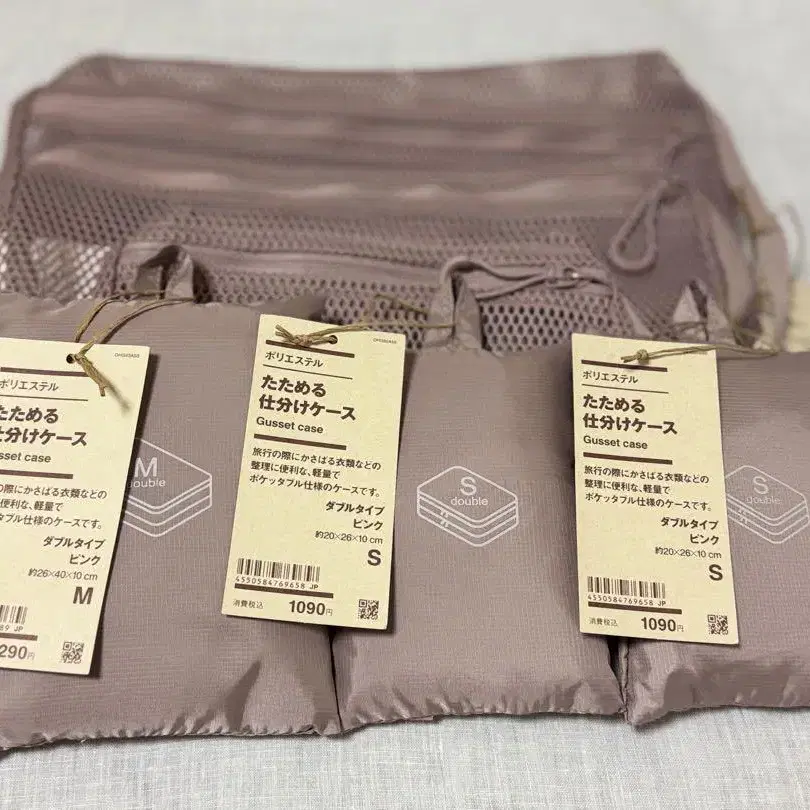 ポリエステル
たためる
仕分けケース
Gusset case
旅行の際にかさばる衣類などの
整理に便利な、軽量で
ポケッタブル仕様のケースです。
ダブルタイプ
ピンク
約26×40×10 cm
M
JP
290円
M
double
ポリエステル
たためる
仕分けケース
Gusset case
旅行の際にかさばる衣類などの
整理に便利な、軽量で
ポケッタブル仕様のケースです。
ダブルタイプ
ピンク
約20×26×10 cm
S
4550584769658 JP
消費税込 1090円
S
double
ポリエステル
たためる
仕分けケース
Gusset case
旅行の際にかさばる衣類などの
整理に便利な、軽量で
ポケッタブル仕様のケースです。
ダブルタイプ
ピンク
約20×26×10 cm
S
4550584769658 JP
消費税込 1090円
S
double